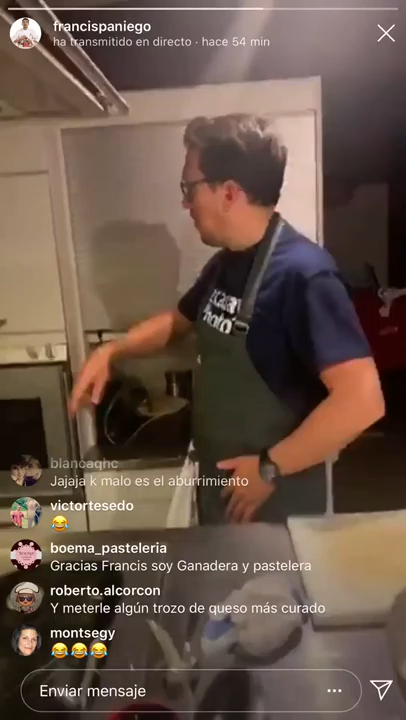 francispaniego
ha transmitido en directo · hace 54 min
blancaqhc
Jajaja k malo es el aburrimiento
victortesedo
😂
boema_pasteleria
Gracias Francis soy Ganadera y pastelera
roberto.alcorcon
Y meterle algún trozo de queso más curado
montsegy
😂😂😂
Enviar mensaje